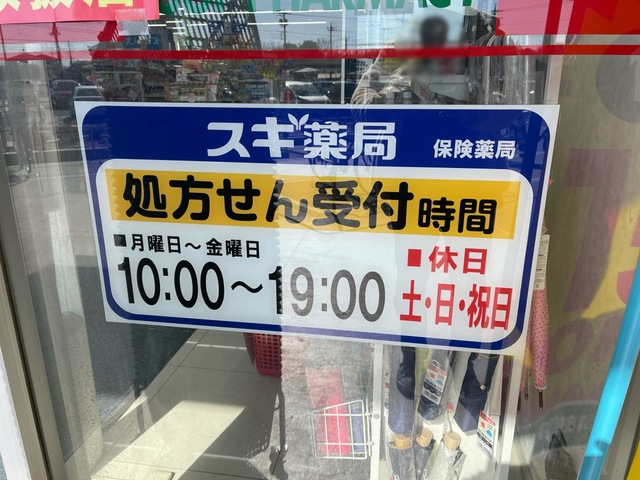 PHARMACY
スギ薬局 保険薬局
処方せん受付時間
■月曜日～金曜日
10:00～19:00
■休日
土・日・祝日